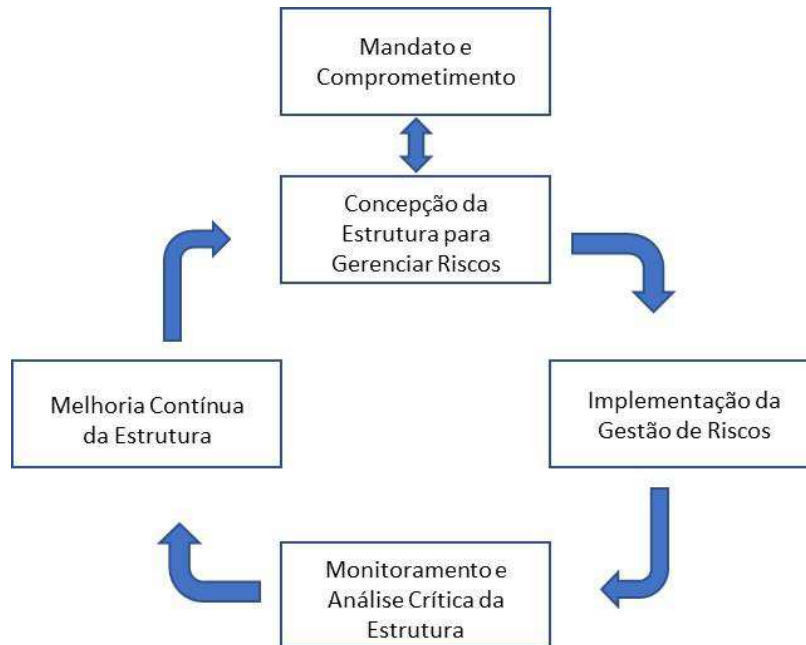 Mandato e
Comprometimento
Concepção da
Estrutura para
Gerenciar Riscos
Melhoria Contínua
da Estrutura
Implementação da
Gestão de Riscos
Monitoramento e
Análise Crítica da
Estrutura